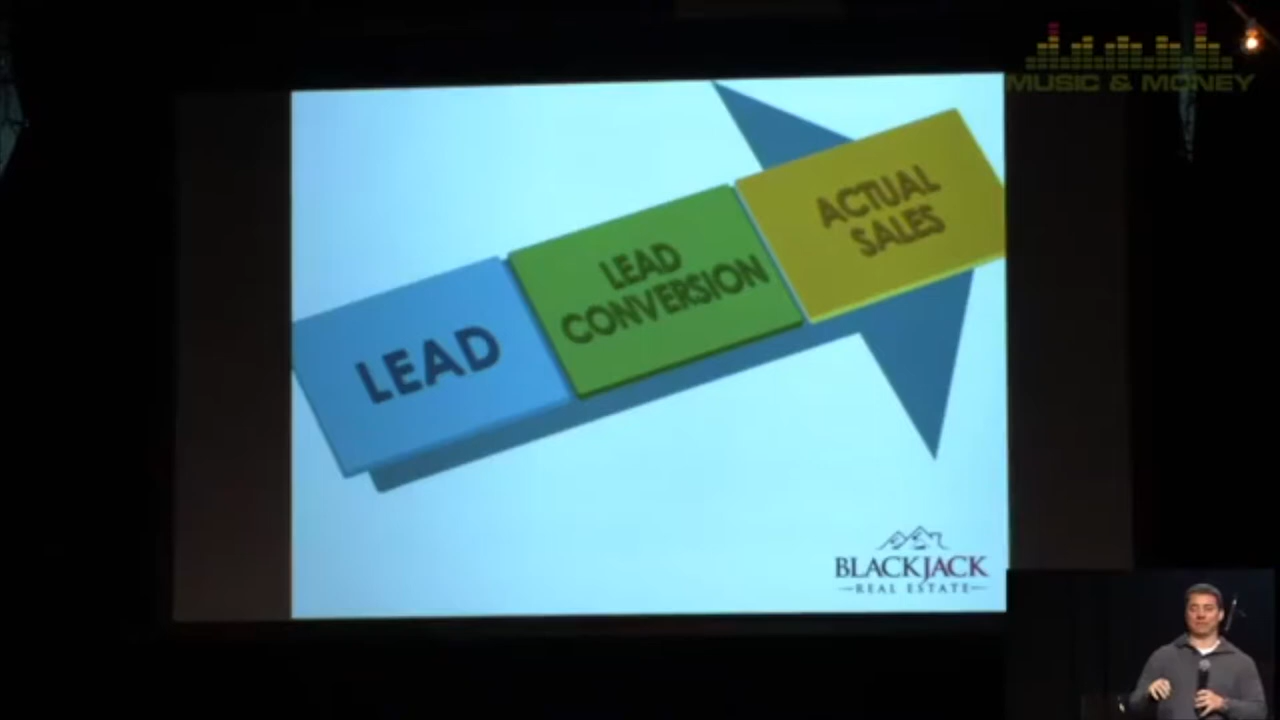 MUSIC & MONEY
LEAD
LEAD
CONVERSION
ACTUAL
SALES
BLACKJACK
REAL ESTATE